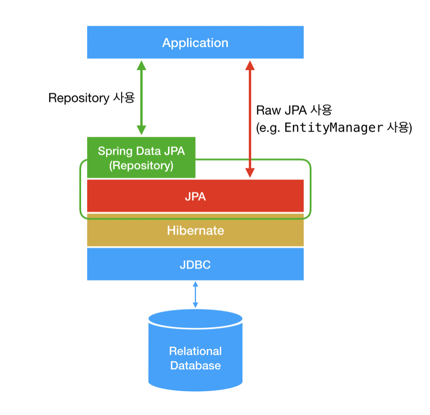 Application
Repository 사용
Raw JPA 사용
(e.g. EntityManager 사용)
Spring Data JPA
(Repository)
JPA
Hibernate
JDBC
Relational
Database